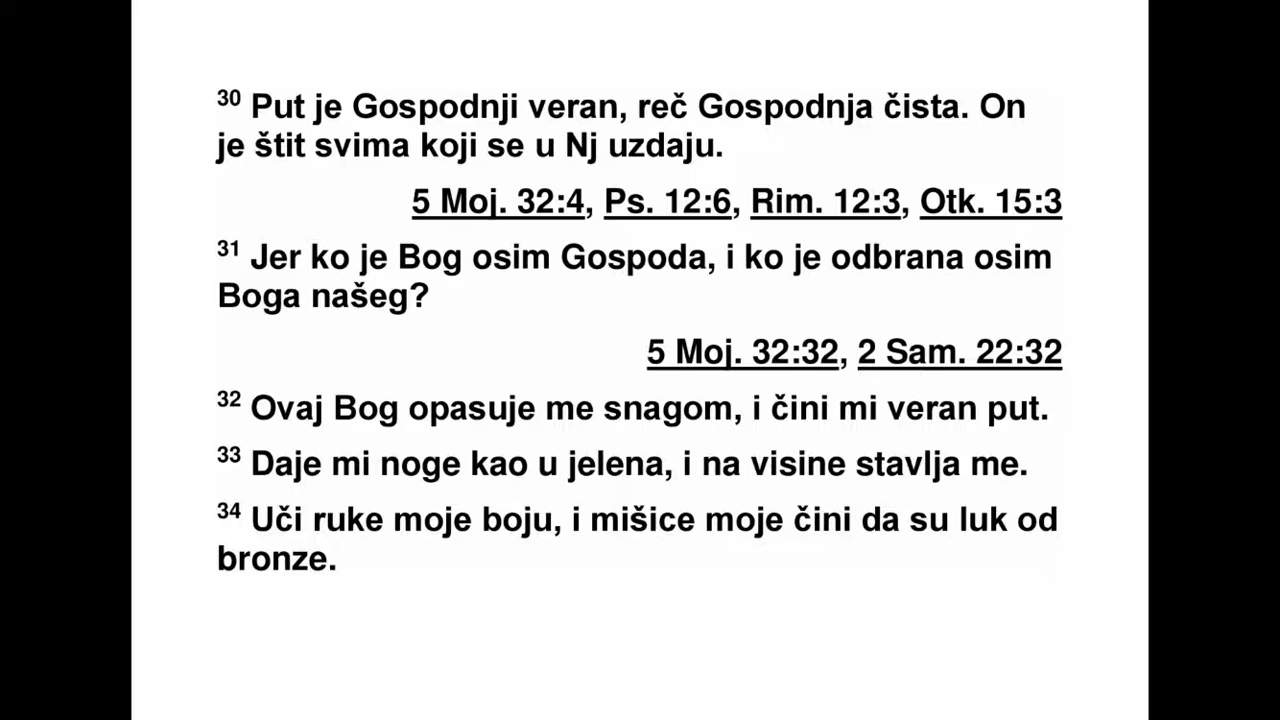 30 Put je Gospodnji veran, reč Gospodnja čista. On
je štit svima koji se u Nj uzdaju.
5 Moj. 32:4, Ps. 12:6, Rim. 12:3, Otk. 15:3
31 Jer ko je Bog osim Gospoda, i ko je odbrana osim
Boga našeg?
5 Moj. 32:32, 2 Sam. 22:32
32 Ovaj Bog opasuje me snagom, i čini mi veran put.
33 Daje mi noge kao u jelena, i na visine stavlja me.
34 Uči ruke moje boju, i mišice moje čini da su luk od
bronze.